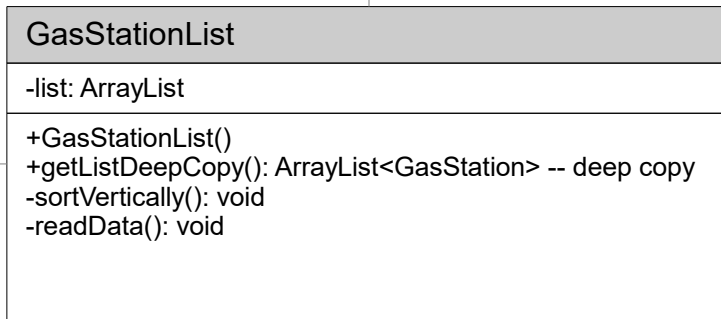 GasStationList
-list: ArrayList
+GasStationList()
+getListDeepCopy(): ArrayList<GasStation> -- deep copy
-sortVertically(): void
-readData(): void